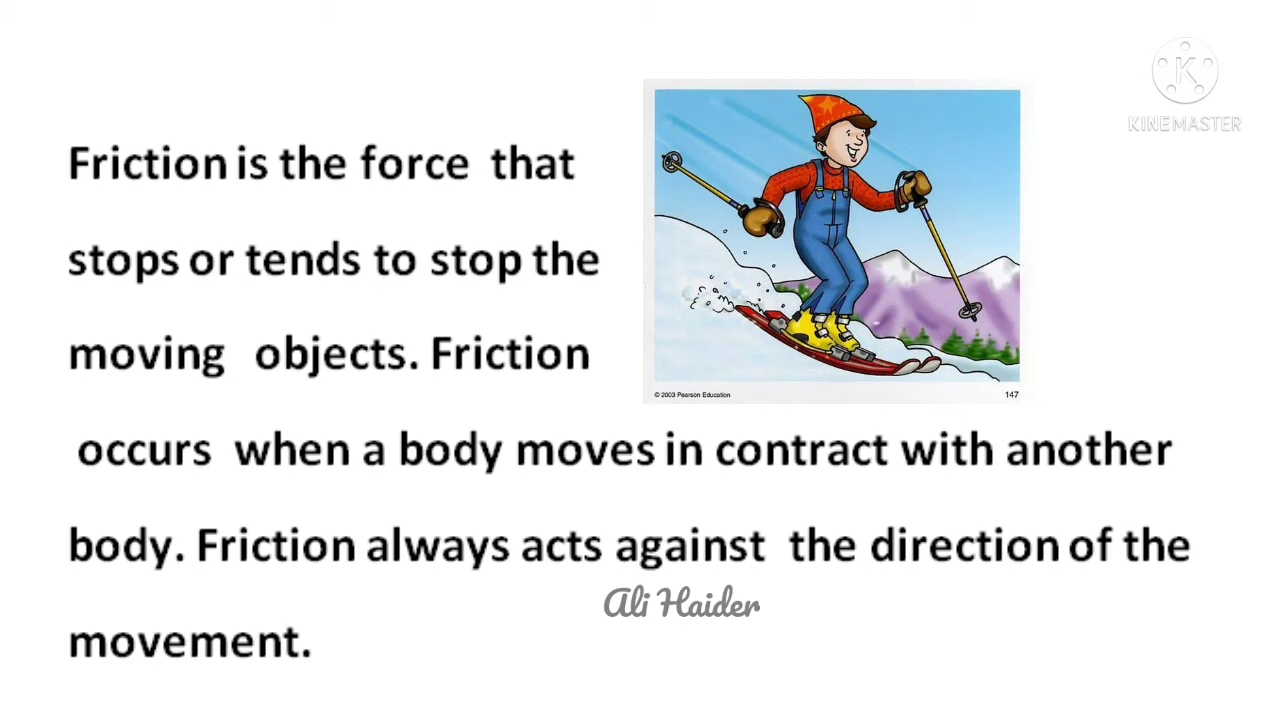 KINEMASTER
Friction is the force that
stops or tends to stop the
moving objects. Friction
© 2003 Pearson Education 147
occurs when a body moves in contract with another
body. Friction always acts against the direction of the
Ali Haider
movement.